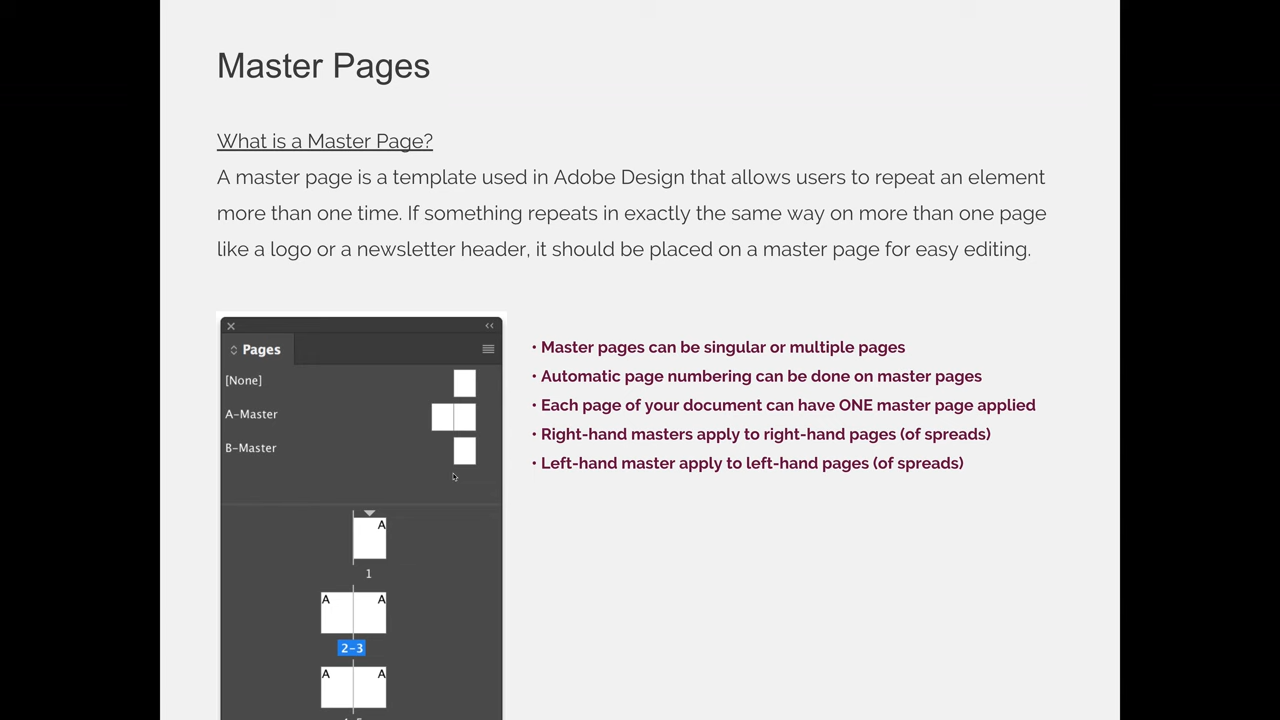 Master Pages
What is a Master Page?
A master page is a template used in Adobe Design that allows users to repeat an element
more than one time. If something repeats in exactly the same way on more than one page
like a logo or a newsletter header, it should be placed on a master page for easy editing.
Pages
[None]
A-Master
B-Master
A
1
A A
2-3
A A
• Master pages can be singular or multiple pages
• Automatic page numbering can be done on master pages
• Each page of your document can have ONE master page applied
• Right-hand masters apply to right-hand pages (of spreads)
• Left-hand master apply to left-hand pages (of spreads)